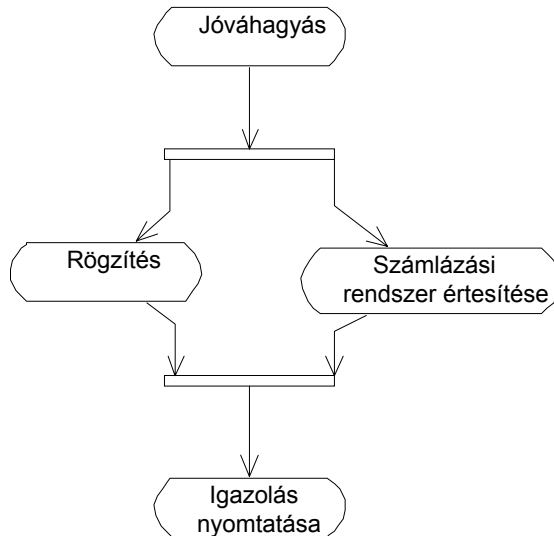 Jóváhagyás
Rögzítés
Számlázási
rendszer értesítése
Igazolás
nyomtatása